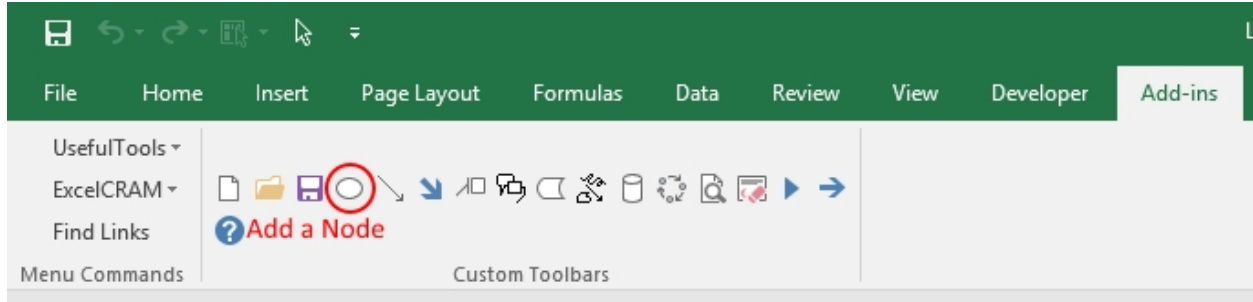 L
File Home Insert Page Layout Formulas Data Review View Developer Add-ins
UsefulTools
ExcelCRAM
Find Links
? Add a Node
Menu Commands Custom Toolbars